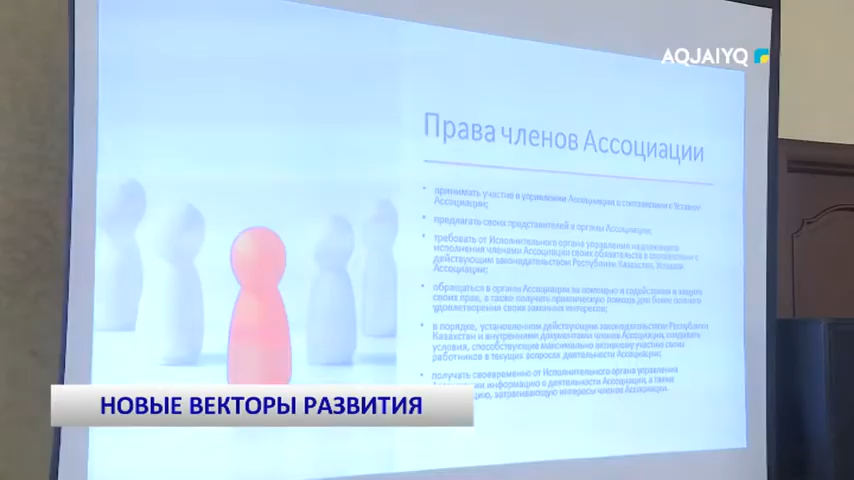 AQJAIYQ
Права членов Ассоциации
• принимать участие в управлении Ассоциации в соответствии с Уставом
Ассоциации;
• предлагать своих представителей в органы Ассоциации;
• требовать от Исполнительного органа управления надлежащего
исполнения членами Ассоциации своих обязательств в соответствии с
действующим законодательством Республики Казахстан, Уставом
Ассоциации;
• обращаться в органы Ассоциации за помощью и содействием в защите
своих прав, а также получать практическую помощь для более полного
удовлетворения своих законных интересов;
• в порядке, установленном действующим законодательством Республики
Казахстан и внутренними документами членов Ассоциации, создавать
условия, способствующие максимально активному участию своих
работников в текущих вопросах деятельности Ассоциации;
• получать своевременно от Исполнительного органа управления
информацию о деятельности Ассоциации, а также
затрагивающую интересы членов Ассоциации.
НОВЫЕ ВЕКТОРЫ РАЗВИТИЯ